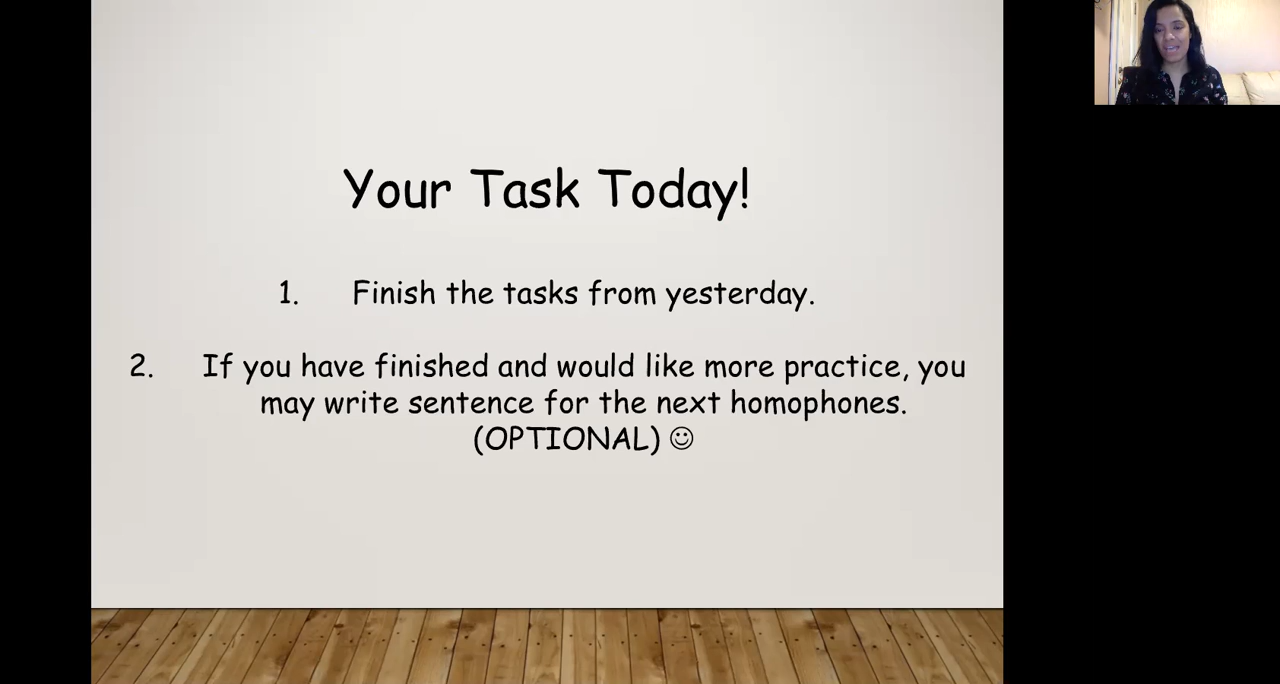 Your Task Today!
1. Finish the tasks from yesterday.
2. If you have finished and would like more practice, you
may write sentence for the next homophones.
(OPTIONAL) ☺